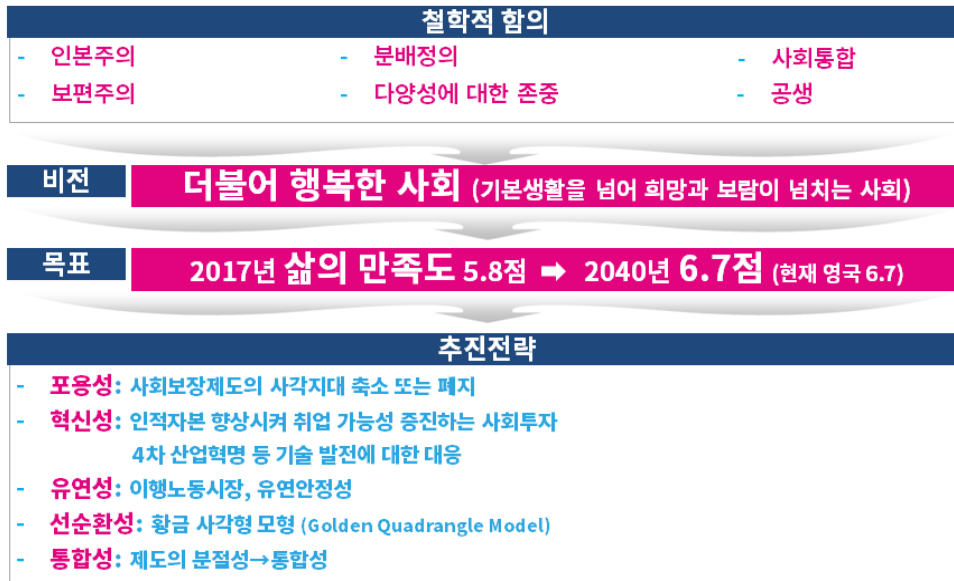 철학적 함의
- 인본주의 - 분배정의 - 사회통합
- 보편주의 - 다양성에 대한 존중 - 공생
비전 더불어 행복한 사회 (기본생활을 넘어 희망과 보람이 넘치는 사회)
목표 2017년 삶의 만족도 5.8점 ➡ 2040년 6.7점 (현재 영국 6.7)
추진전략
- 포용성: 사회보장제도의 사각지대 축소 또는 폐지
- 혁신성: 인적자본 향상시켜 취업 가능성 증진하는 사회투자
4차 산업혁명 등 기술 발전에 대한 대응
- 유연성: 이행노동시장, 유연안정성
- 선순환성: 황금 사각형 모형 (Golden Quadrangle Model)
- 통합성: 제도의 분절성→통합성